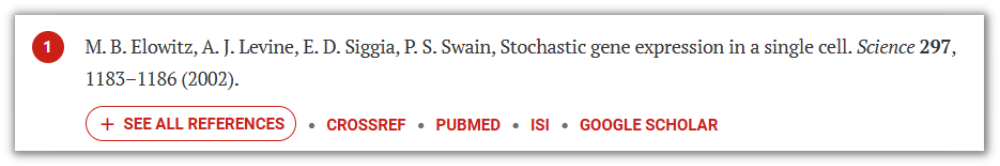 1 M. B. Elowitz, A. J. Levine, E. D. Siggia, P. S. Swain, Stochastic gene expression in a single cell. Science 297,
1183–1186 (2002).
+ SEE ALL REFERENCES • CROSSREF • PUBMED • ISI • GOOGLE SCHOLAR